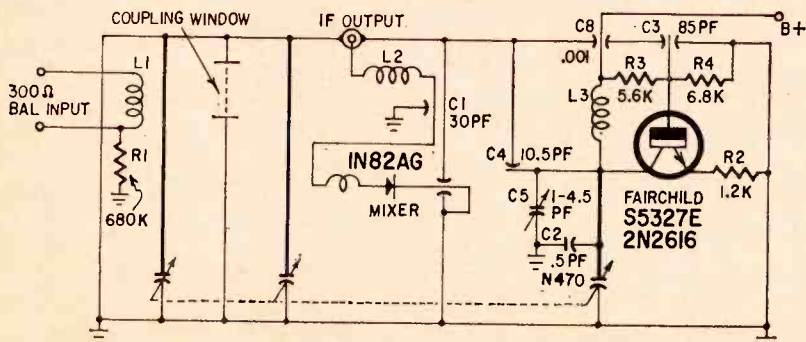 COUPLING WINDOW
IF OUTPUT
C8
C3
85PF
B+
L1
L2
.001
R3
R4
300Ω
BAL INPUT
L3
5.6K
6.8K
C1
30PF
R1
1N82AG
C4
10.5PF
R2
1.2K
MIXER
C5
1-4.5
PF
FAIRCHILD
S5327E
2N2616
680K
C2
.5PF
N470